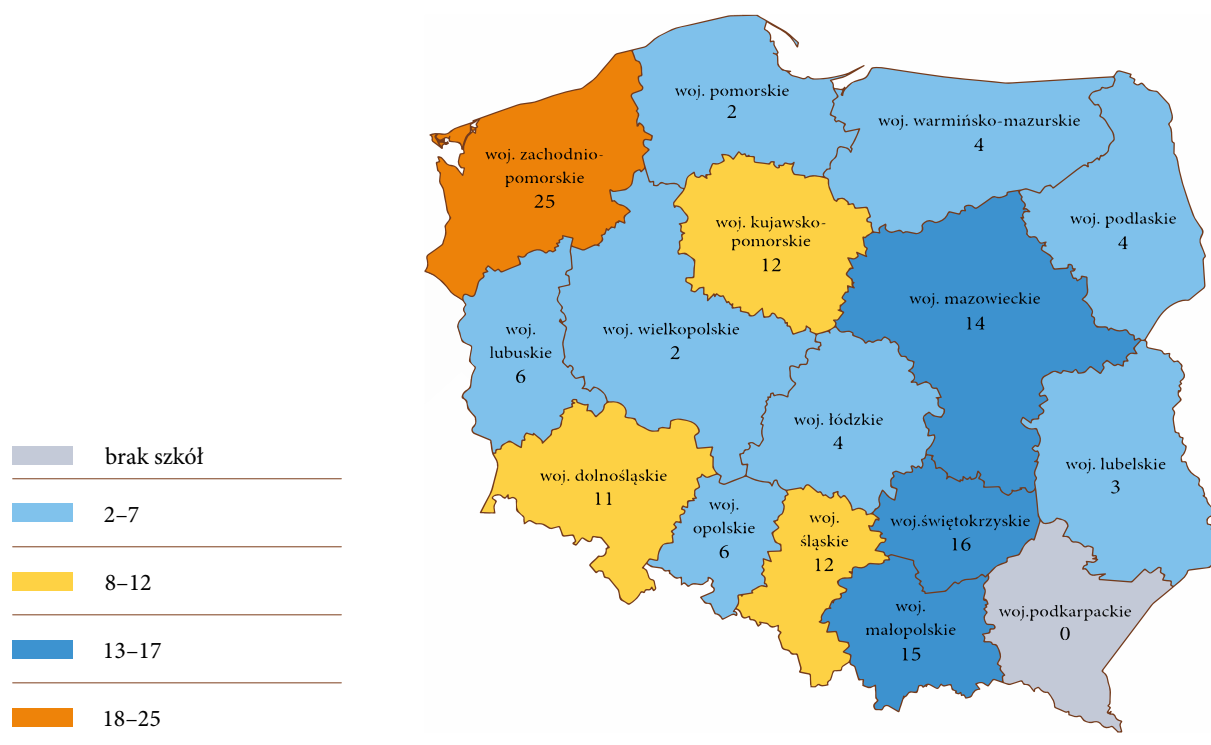 woj. pomorskie
2
woj. warmińsko-mazurskie
4
woj. zachodnio-
pomorskie
25
woj. kujawsko-
pomorskie
12
woj. podlaskie
4
woj. mazowieckie
14
woj.
lubuskie
6
woj. wielkopolskie
2
woj. łódzkie
4
woj. dolnośląskie
11
woj. lubelskie
3
woj.
opolskie
6
woj.
śląskie
12
woj.świętokrzyskie
16
woj.
małopolskie
15
woj.podkarpackie
0
brak szkół
2–7
8–12
13–17
18–25